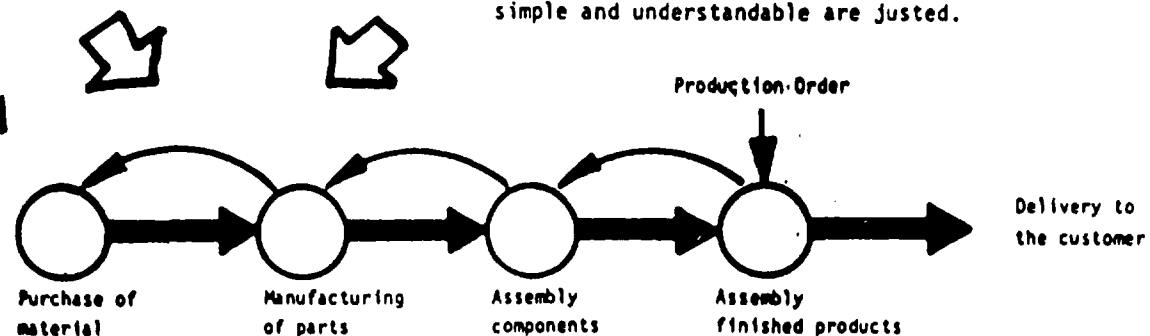 simple and understandable are justed.
Production Order
Delivery to
the customer
Purchase of
material
Manufacturing
of parts
Assembly
components
Assembly
finished products